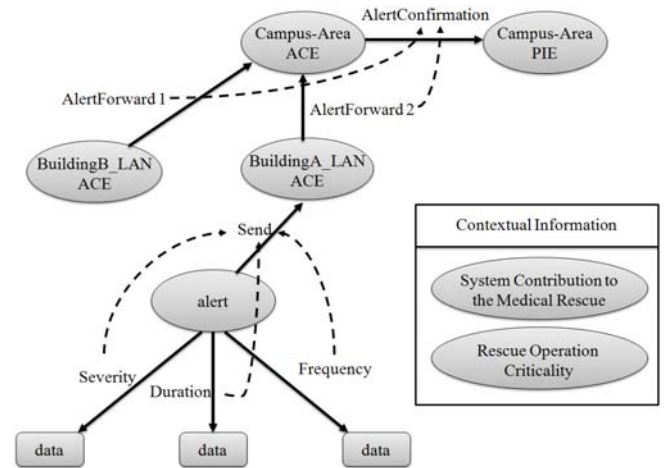 AlertConfirmation
Campus-Area
ACE
Campus-Area
PIE
AlertForward 1
AlertForward 2
BuildingB_LAN
ACE
BuildingA_LAN
ACE
Send
Contextual Information
System Contribution to
the Medical Rescue
Rescue Operation
Criticality
alert
Severity
Duration
Frequency
data
data
data